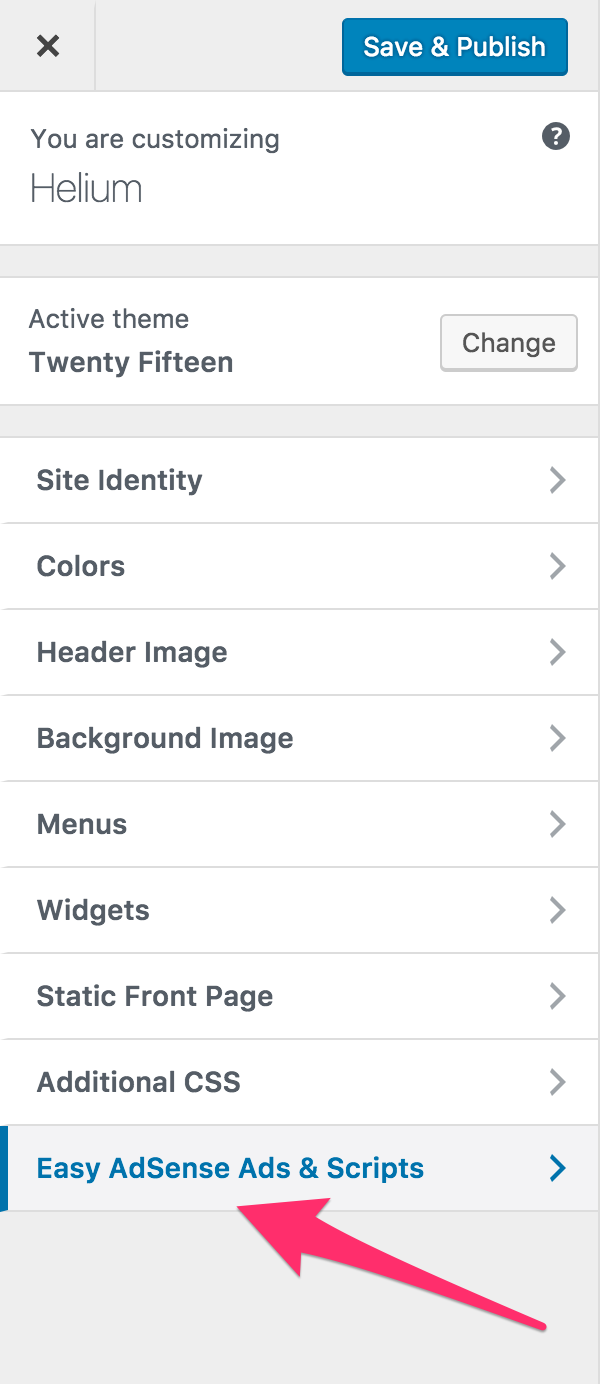 Save & Publish
You are customizing
Helium
Active theme
Twenty Fifteen
Change
Site Identity
Colors
Header Image
Background Image
Menus
Widgets
Static Front Page
Additional CSS
Easy AdSense Ads & Scripts